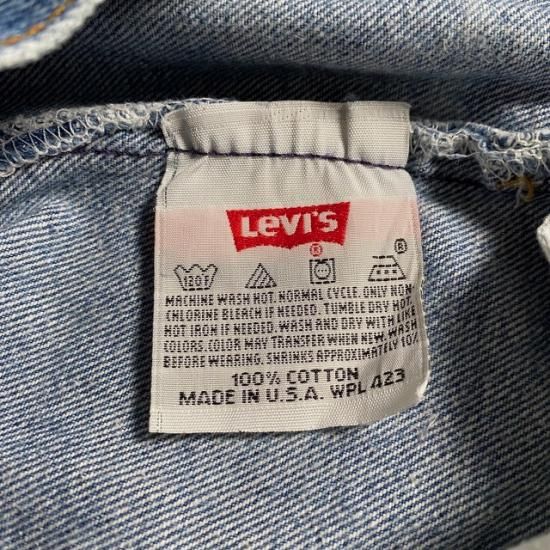 Levi's
®
®
120F
MACHINE WASH HOT. NORMAL CYCLE. ONLY NON-
CHLORINE BLEACH IF NEEDED. TUMBLE DRY HOT.
HOT IRON IF NEEDED. WASH AND DRY WITH LIKE
COLORS. COLOR MAY TRANSFER WHEN NEW. WASH
BEFORE WEARING. SHRINKS APPROXIMATELY 10%
100% COTTON
MADE IN U.S.A. WPL 423